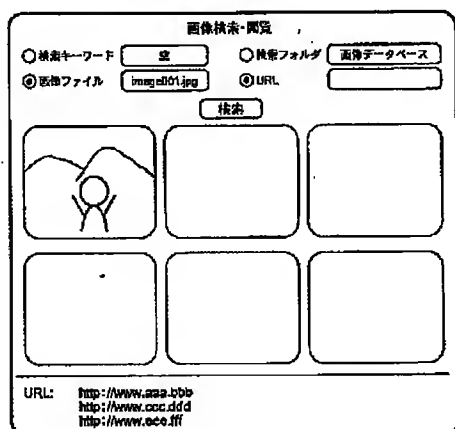 画像検索・閲覧
検索キーワード 空 検索フォルダ 画像データベース
画像ファイル image001.jpg URL
検索
URL: http://www.aaa.bbb
http://www.ccc.ddd
http://www.eee.fff